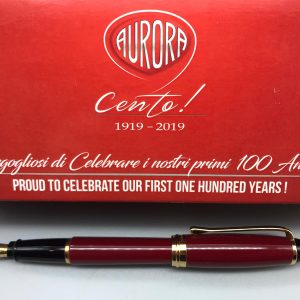 AURORA
Cento!
1919 - 2019
di Celebrare i nostri primi 100
PROUD TO CELEBRATE OUR FIRST ONE HUNDRED YEARS !